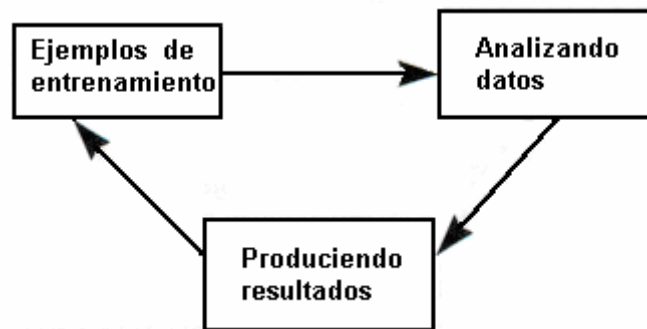 Ejemplos de
entrenamiento
Analizando
datos
Produciendo
resultados